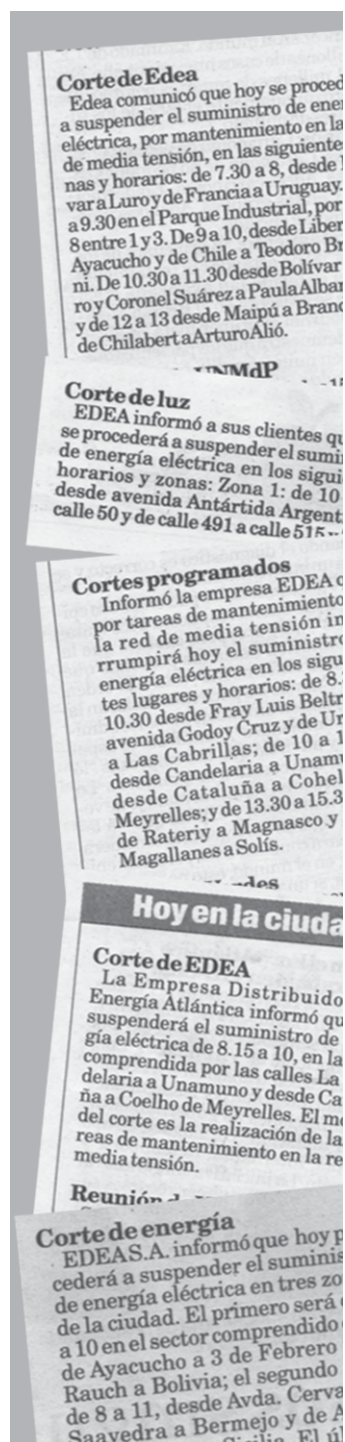 Corte de Edea
Edea comunicó que hoy se proced
a suspender el suministro de ener
eléctrica, por mantenimiento en la
de media tensión, en las siguientes
nas y horarios: de 7.30 a 8, desde
var a Luro y de Francia a Uruguay.
a 9.30 en el Parque Industrial, por
8 entre 1 y 3. De 9 a 10, desde Liber
Ayacucho y de Chile a Teodoro Br
ni. De 10.30 a 11.30 desde Bolívar
ro y Coronel Suárez a Paula Albar
y de 12 a 13 desde Maipú a Branc
de Chilabert a Arturo Alió.
UNMdP
Corte de luz
EDEA informó a sus clientes qu
se procederá a suspender el sumi
de energía eléctrica en los sigui
horarios y zonas: Zona 1: de 10
desde avenida Antártida Argent
calle 50 y de calle 491 a calle 515
Cortes programados
Informó la empresa EDEA q
por tareas de mantenimiento
la red de media tensión in
rrumpirá hoy el suministro
energía eléctrica en los sigu
tes lugares y horarios: de 8.
10.30 desde Fray Luis Beltr
avenida Godoy Cruz y de Ur
a Las Cabrillas; de 10 a 1
desde Candelaria a Unamu
desde Cataluña a Cohel
Meyrelles; y de 13.30 a 15.3
de Rateriy a Magnasco y
Magallanes a Solís.
des
Hoy en la ciuda
Corte de EDEA
La Empresa Distribuido
Energía Atlántica informó qu
suspenderá el suministro de
gía eléctrica de 8.15 a 10, en la
comprendida por las calles La
delaria a Unamuno y desde Ca
ña a Coelho de Meyrelles. El mo
del corte es la realización de la
reas de mantenimiento en la re
media tensión.
Reunión
Corte de energía
EDEA S.A. informó que hoy p
cederá a suspender el suminis
de energía eléctrica en tres zo
de la ciudad. El primero será
a 10 en el sector comprendido
de Ayacucho a 3 de Febrero
Rauch a Bolivia; el segundo
de 8 a 11, desde Avda. Cerva
Saavedra a Bermejo y de A
Sicilia. El úl